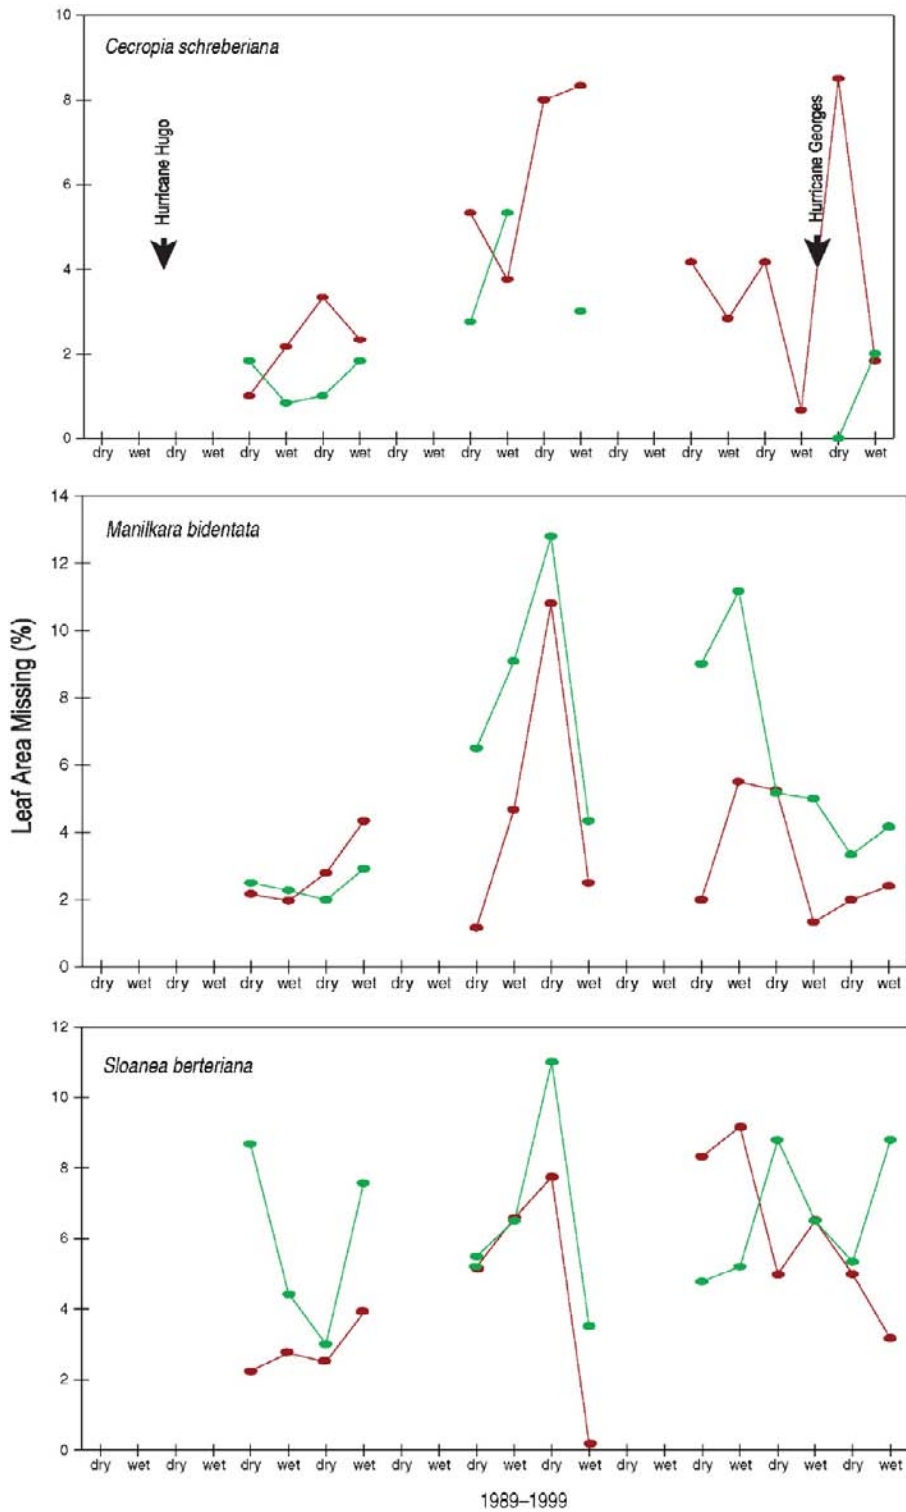 10
Cecropia schreberiana
8
Hurricane Hugo
Hurricane Georges
6
4
2
0
dry wet dry wet dry wet dry wet dry wet dry wet dry wet dry wet dry wet dry wet dry wet
Leaf Area Missing (%)
14
Manilkara bidentata
12
10
8
6
4
2
0
dry wet dry wet dry wet dry wet dry wet dry wet dry wet dry wet dry wet dry wet dry wet
12
Sloanea berteriana
10
8
6
4
2
0
dry wet dry wet dry wet dry wet dry wet dry wet dry wet dry wet dry wet dry wet dry wet
1989–1999